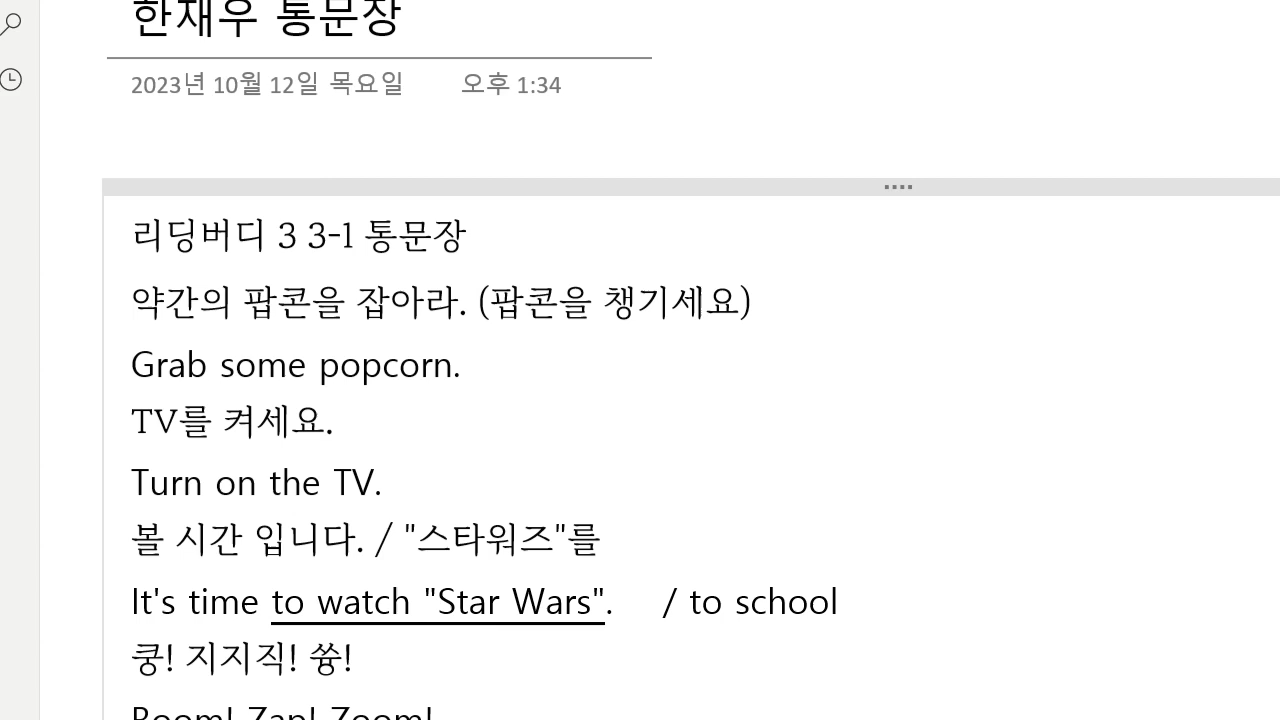 한재우 통문장
2023년 10월 12일 목요일 오후 1:34
리딩버디 3 3-1 통문장
약간의 팝콘을 잡아라. (팝콘을 챙기세요)
Grab some popcorn.
TV를 켜세요.
Turn on the TV.
볼 시간 입니다. / "스타워즈"를
It's time to watch "Star Wars". / to school
쿵! 지지직! 쓩!
Boom! Zap! Zoom!